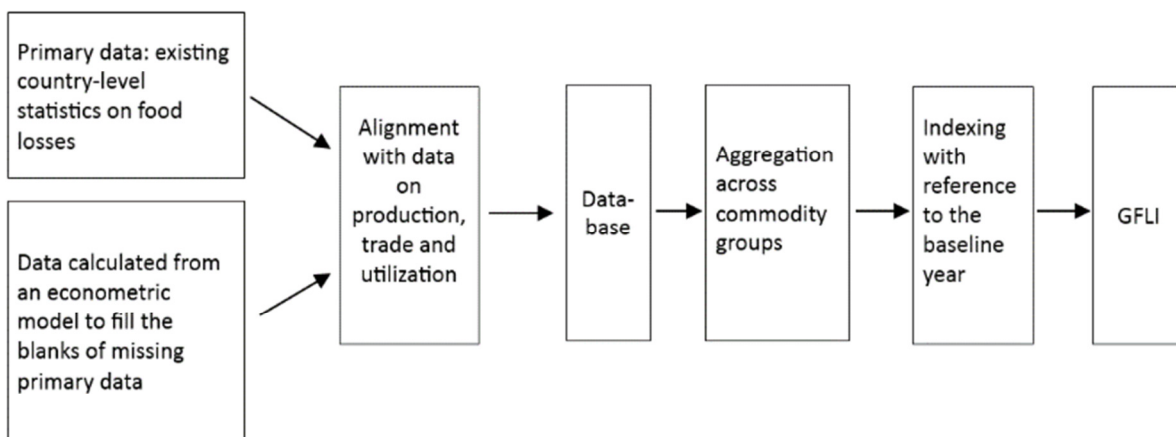 Primary data: existing
country-level
statistics on food
losses
Data calculated from
an econometric
model to fill the
blanks of missing
primary data
Alignment
with data
on
production,
trade and
utilization
Data-
base
Aggregation
across
commodity
groups
Indexing
with
reference
to the
baseline
year
GFLI